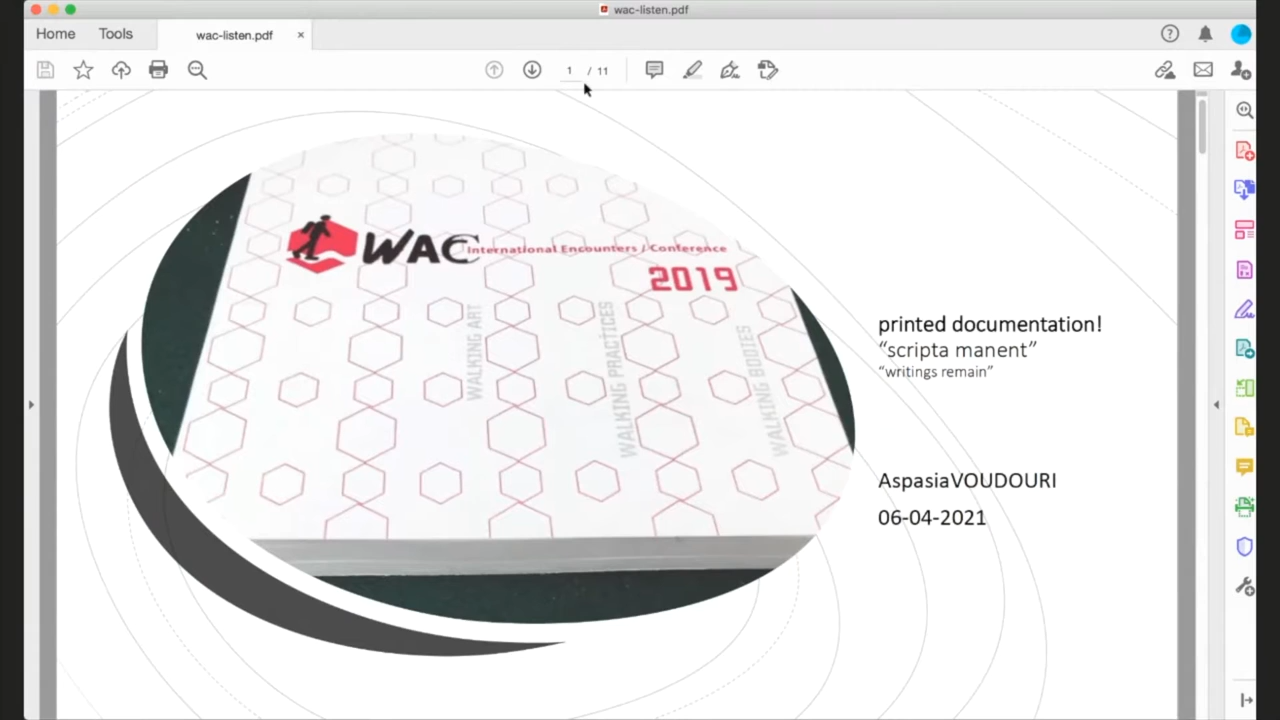 wac-listen.pdf
Home
Tools
wac-listen.pdf
1 / 11
WAC International Encounters / Conference
2019
WALKING ART
WALKING PRACTICES
WALKING BODIES
printed documentation!
“scripta manent”
“writings remain”
AspasiaVOUDOURI
06-04-2021